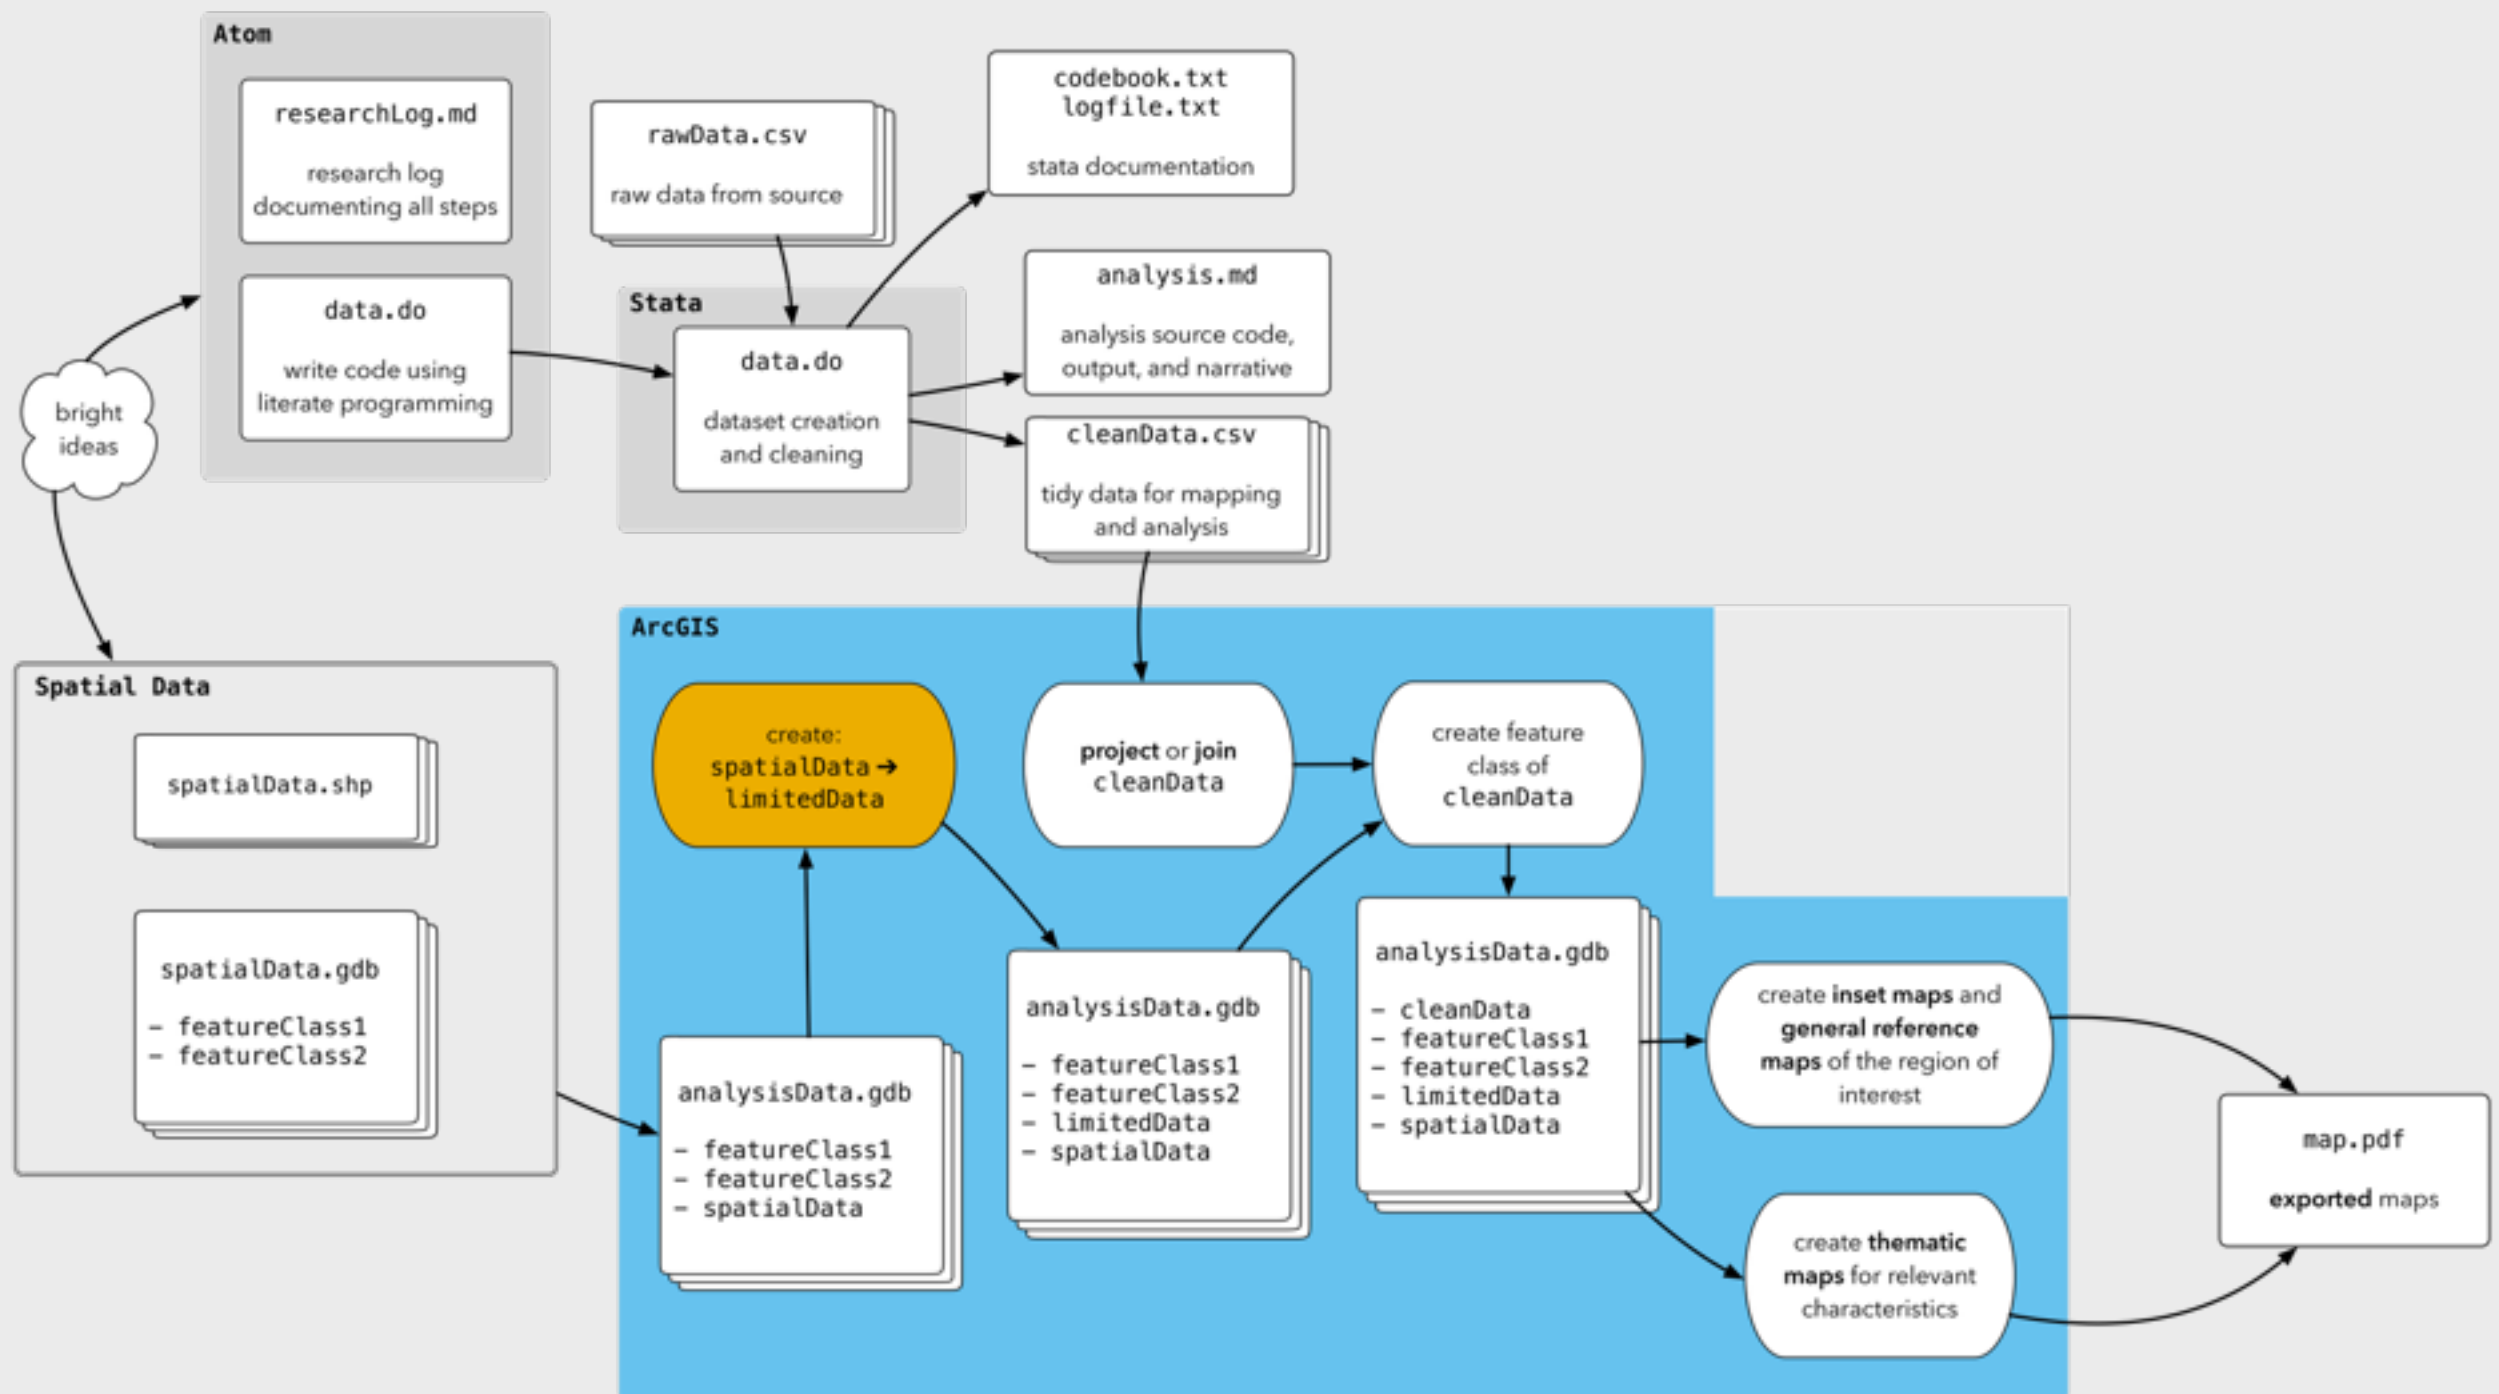 Atom
researchLog.md
research log
documenting all steps
data.do
write code using
literate programming
bright
ideas
rawData.csv
raw data from source
Stata
data.do
dataset creation
and cleaning
codebook.txt
logfile.txt
stata documentation
analysis.md
analysis source code,
output, and narrative
cleanData.csv
tidy data for mapping
and analysis
Spatial Data
spatialData.shp
spatialData.gdb
– featureClass1
– featureClass2
ArcGIS
create:
spatialData ➔
limitedData
project or join
cleanData
create feature
class of
cleanData
analysisData.gdb
– featureClass1
– featureClass2
– spatialData
analysisData.gdb
– featureClass1
– featureClass2
– limitedData
– spatialData
analysisData.gdb
– cleanData
– featureClass1
– featureClass2
– limitedData
– spatialData
create inset maps and
general reference
maps of the region of
interest
create thematic
maps for relevant
characteristics
map.pdf
exported maps